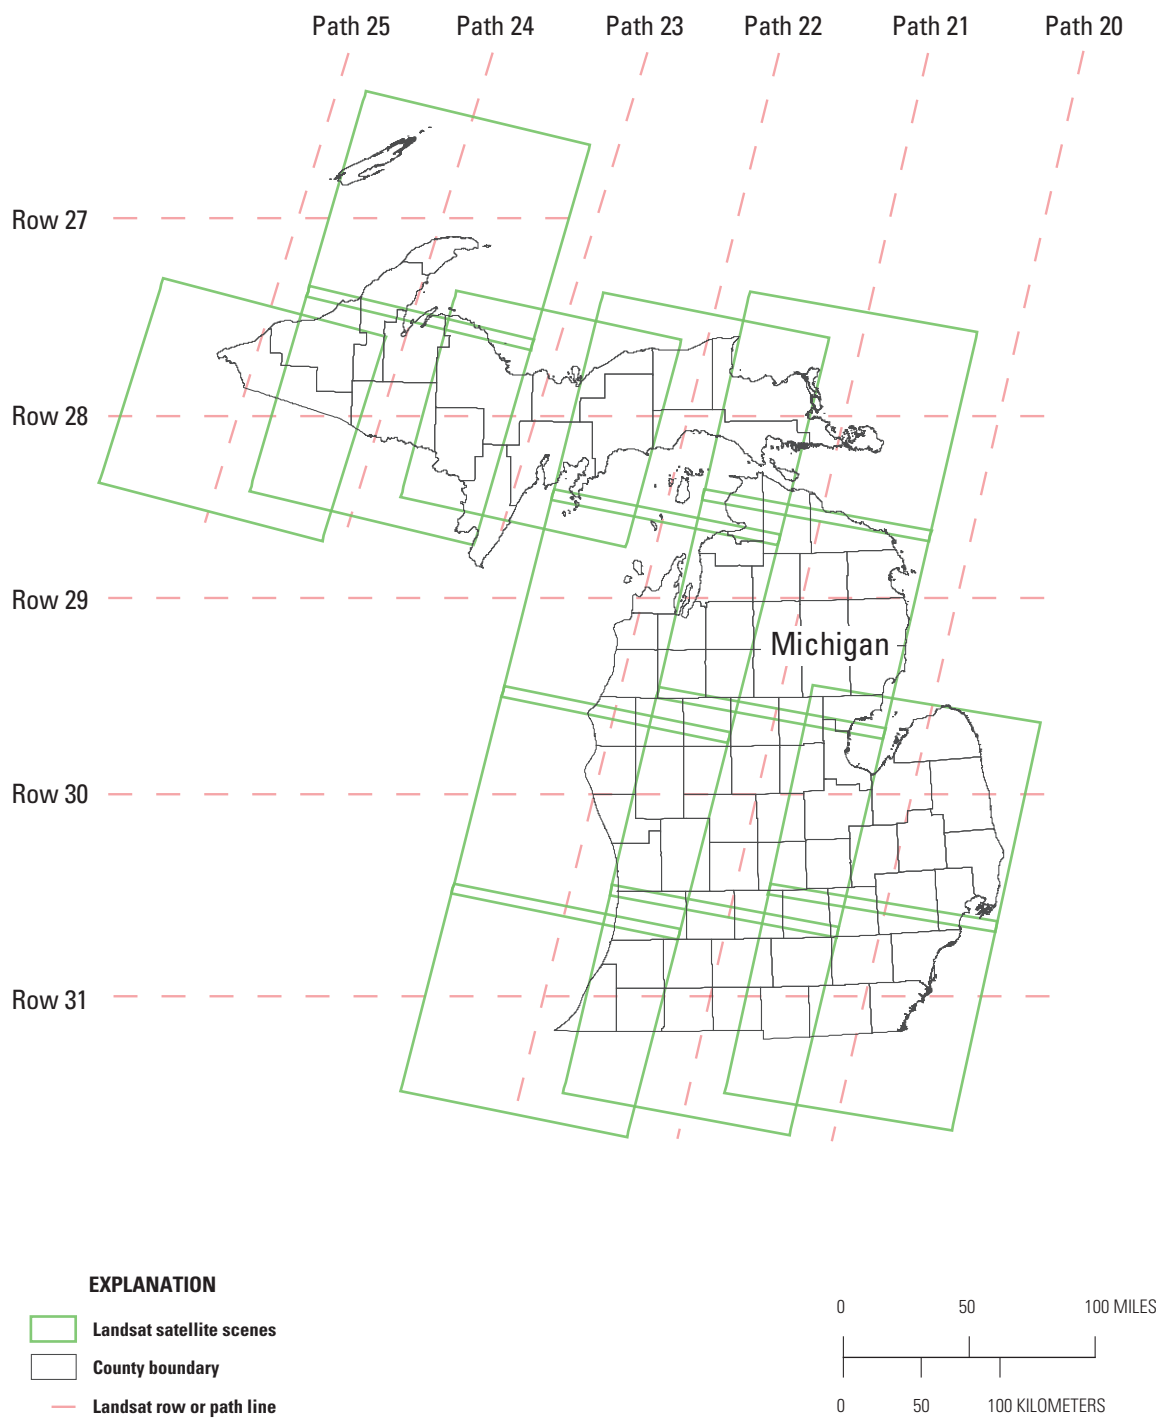 Path 25
Path 24
Path 23
Path 22
Path 21
Path 20
Row 27
Row 28
Row 29
Michigan
Row 30
Row 31
EXPLANATION
Landsat satellite scenes
County boundary
Landsat row or path line
0 50 100 MILES
0 50 100 KILOMETERS